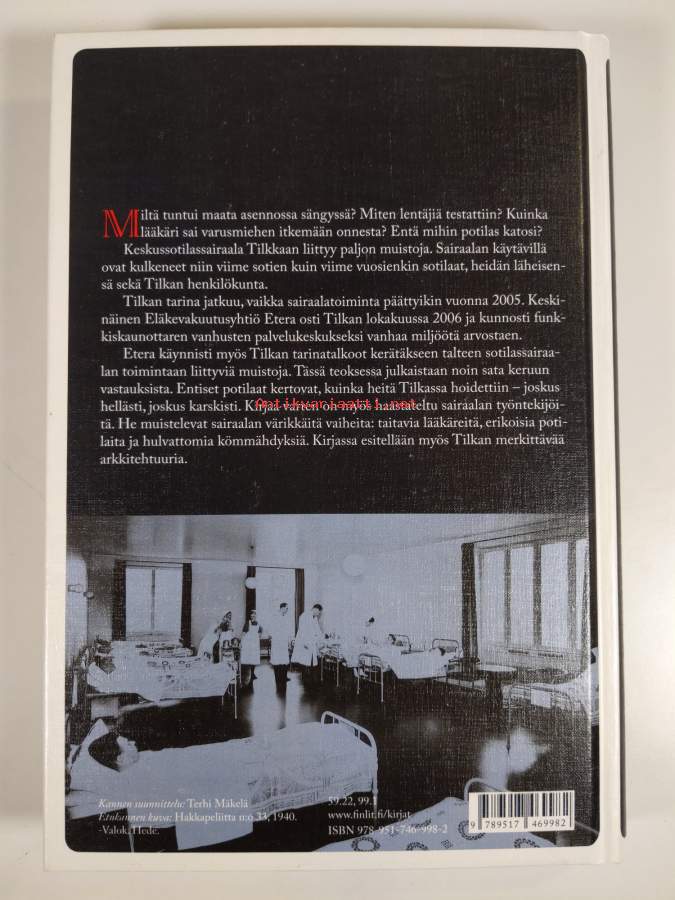 Miltä tuntui maata asennossa sängyssä? Miten lentäjiä testattiin? Kuinka
lääkäri sai varusmiehen itkemään onnesta? Entä mihin potilas katosi?
Keskussotilassairaala Tilkkaan liittyy paljon muistoja. Sairaalan käytävillä
ovat kulkeneet niin viime sotien kuin viime vuosienkin sotilaat, heidän läheisen-
sä sekä Tilkan henkilökunta.
Tilkan tarina jatkuu, vaikka sairaalatoiminta päättyikin vuonna 2005. Keski-
näinen Eläkevakuutusyhtiö Etera osti Tilkan lokakuussa 2006 ja kunnosti funk-
kiskaunottaren vanhusten palvelukeskukseksi vanhaa miljöötä arvostaen.
Etera käynnisti myös Tilkan tarinatalkoot kerätäkseen talteen sotilassairaa-
lan toimintaan liittyviä muistoja. Tässä teoksessa julkaistaan noin sata keruun
vastauksista. Entiset potilaat kertovat, kuinka heitä Tilkassa hoidettiin – joskus
hellästi, joskus karskisti. Kirjaa varten on myös haastateltu sairaalan työntekijöi-
tä. He muistelevat sairaalan värikkäitä vaiheita: taitavia lääkäreitä, erikoisia poti-
laita ja hulvattomia kömmähdyksiä. Kirjassa esitellään myös Tilkan merkittävää
arkkitehtuuria.
Antikvariaatti.net
Kannen suunnittelu: Terhi Mäkelä
Etukannen kuva: Hakkapeliitta n:o 33, 1940.
-Valok. Hede.
59.22, 99.1
www.finlit.fi/kirjat
ISBN 978-951-746-998-2
9 789517 469982